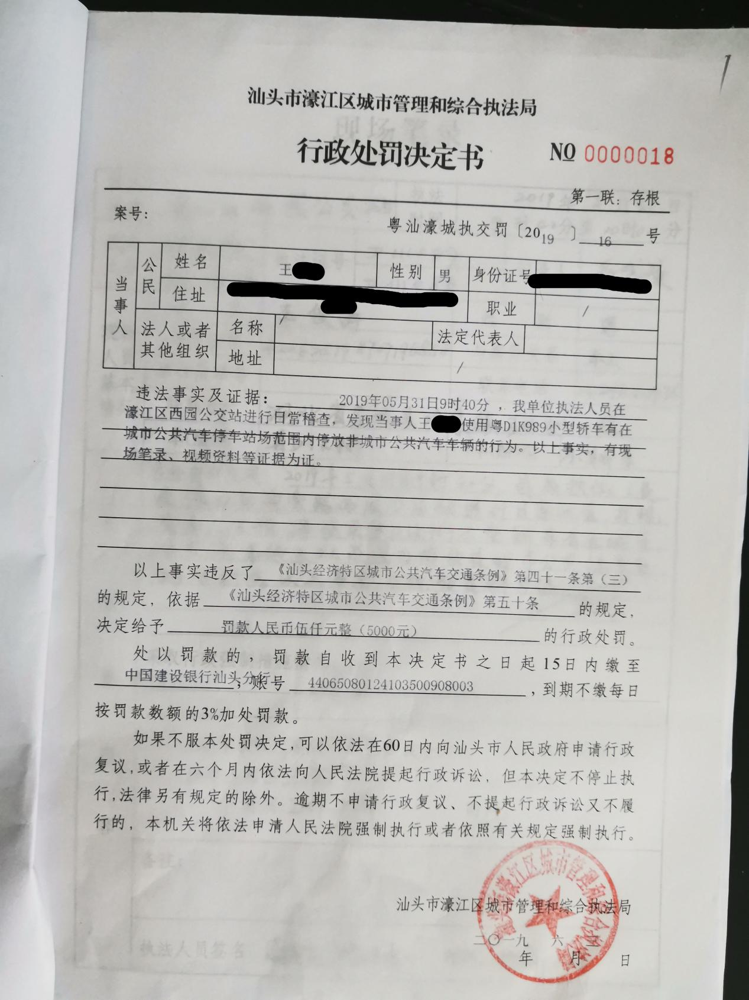 汕头市濠江区城市管理和综合执法局
行政处罚决定书 NO 0000018
第一联：存根
案号： 粤汕濠城执交罚〔2019〕16号
当事人 公民 姓名 王 性别 男 身份证号
住址 职业 /
法人或者其他组织 名称 / 法定代表人
地址 /
违法事实及证据：2019年05月31日9时40分，我单位执法人员在
濠江区西园公交站进行日常稽查，发现当事人王 使用粤D1K989小型轿车有在
城市公共汽车停车站场范围内停放非城市公共汽车车辆的行为。以上事实，有现
场笔录、视频资料等证据为证。
以上事实违反了《汕头经济特区城市公共汽车交通条例》第四十一条第（三）
的规定，依据《汕头经济特区城市公共汽车交通条例》第五十条的规定，
决定给予罚款人民币伍仟元整（5000元）的行政处罚。
处以罚款的，罚款自收到本决定书之日起15日内缴至
中国建设银行汕头分行，账号44065080124103500908003，到期不缴每日
按罚款数额的3%加处罚款。
如果不服本处罚决定，可以依法在60日内向汕头市人民政府申请行政
复议，或者在六个月内依法向人民法院提起行政诉讼，但本决定不停止执
行，法律另有规定的除外。逾期不申请行政复议、不提起行政诉讼又不履
行的，本机关将依法申请人民法院强制执行或者依照有关规定强制执行。
汕头市濠江区城市管理和综合执法局
二〇一九年六月三日